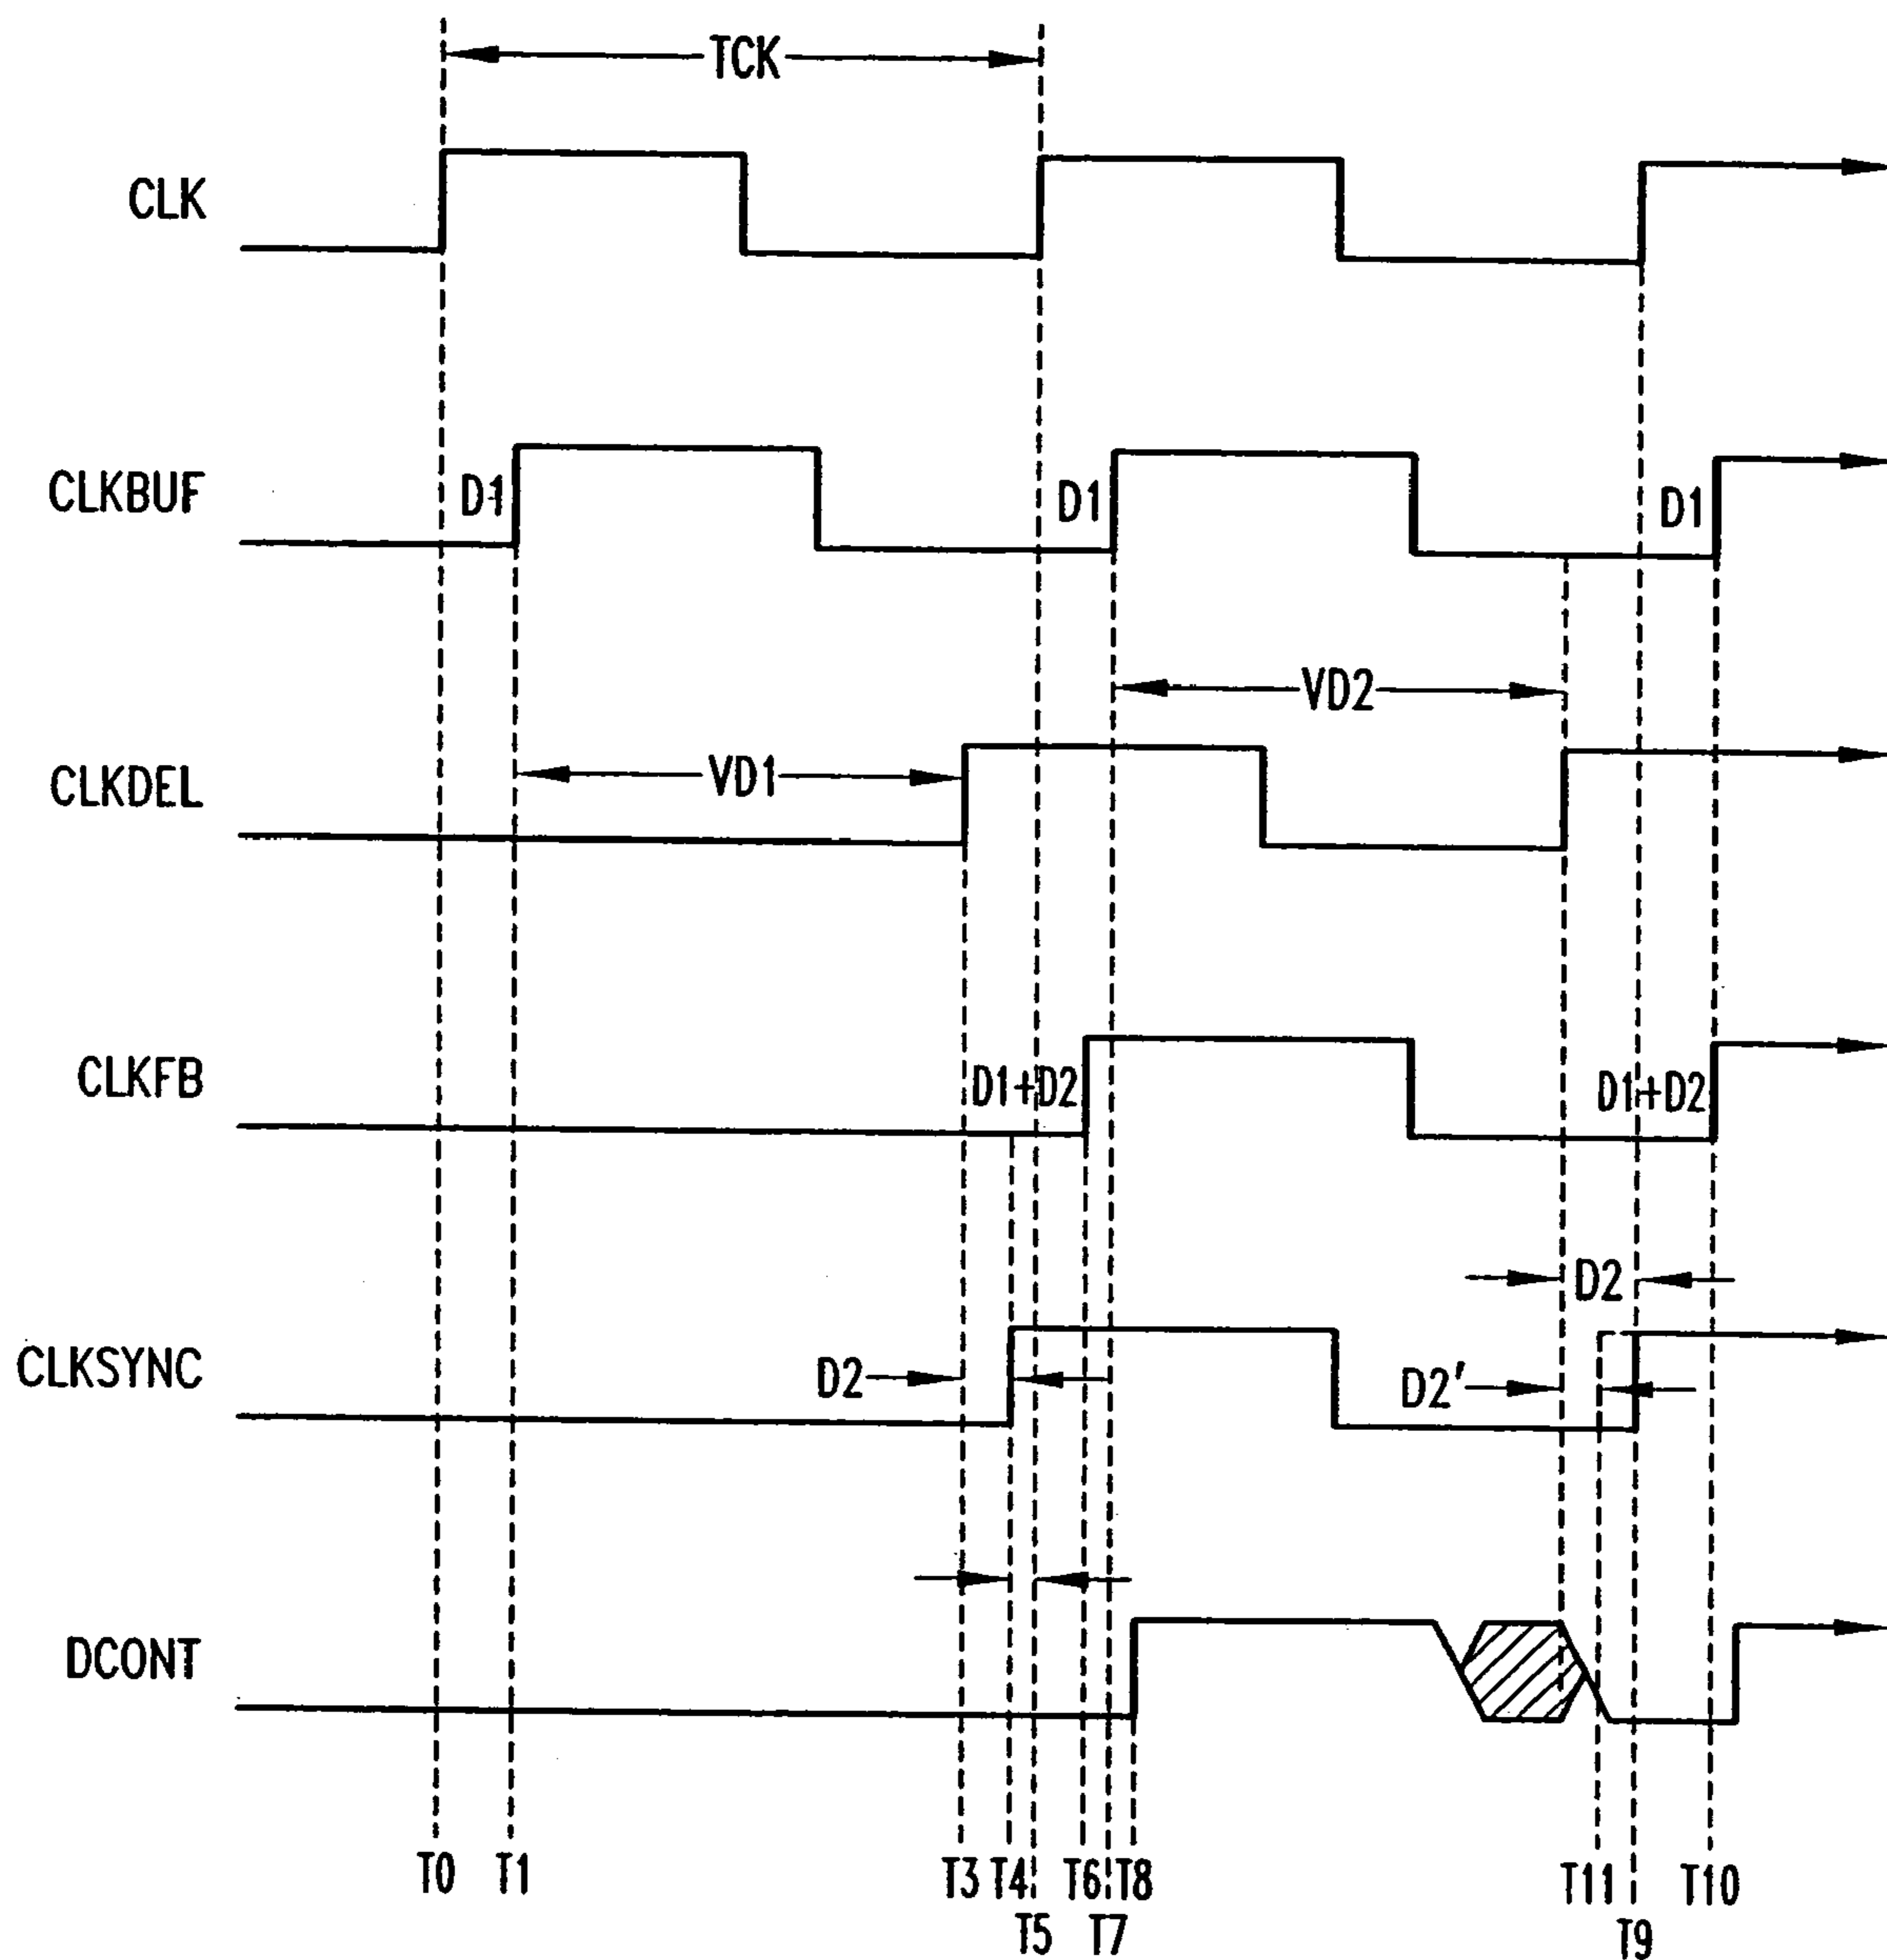 TCK
CLK
CLKBUF
D1
D1
D1
VD2
CLKDEL
VD1
CLKFB
D1+D2
D1+D2
D2
CLKSYNC
D2
D2'
DCONT
T0 T1 T3 T4 T6 T8 T11 T10
T5 T7 T9